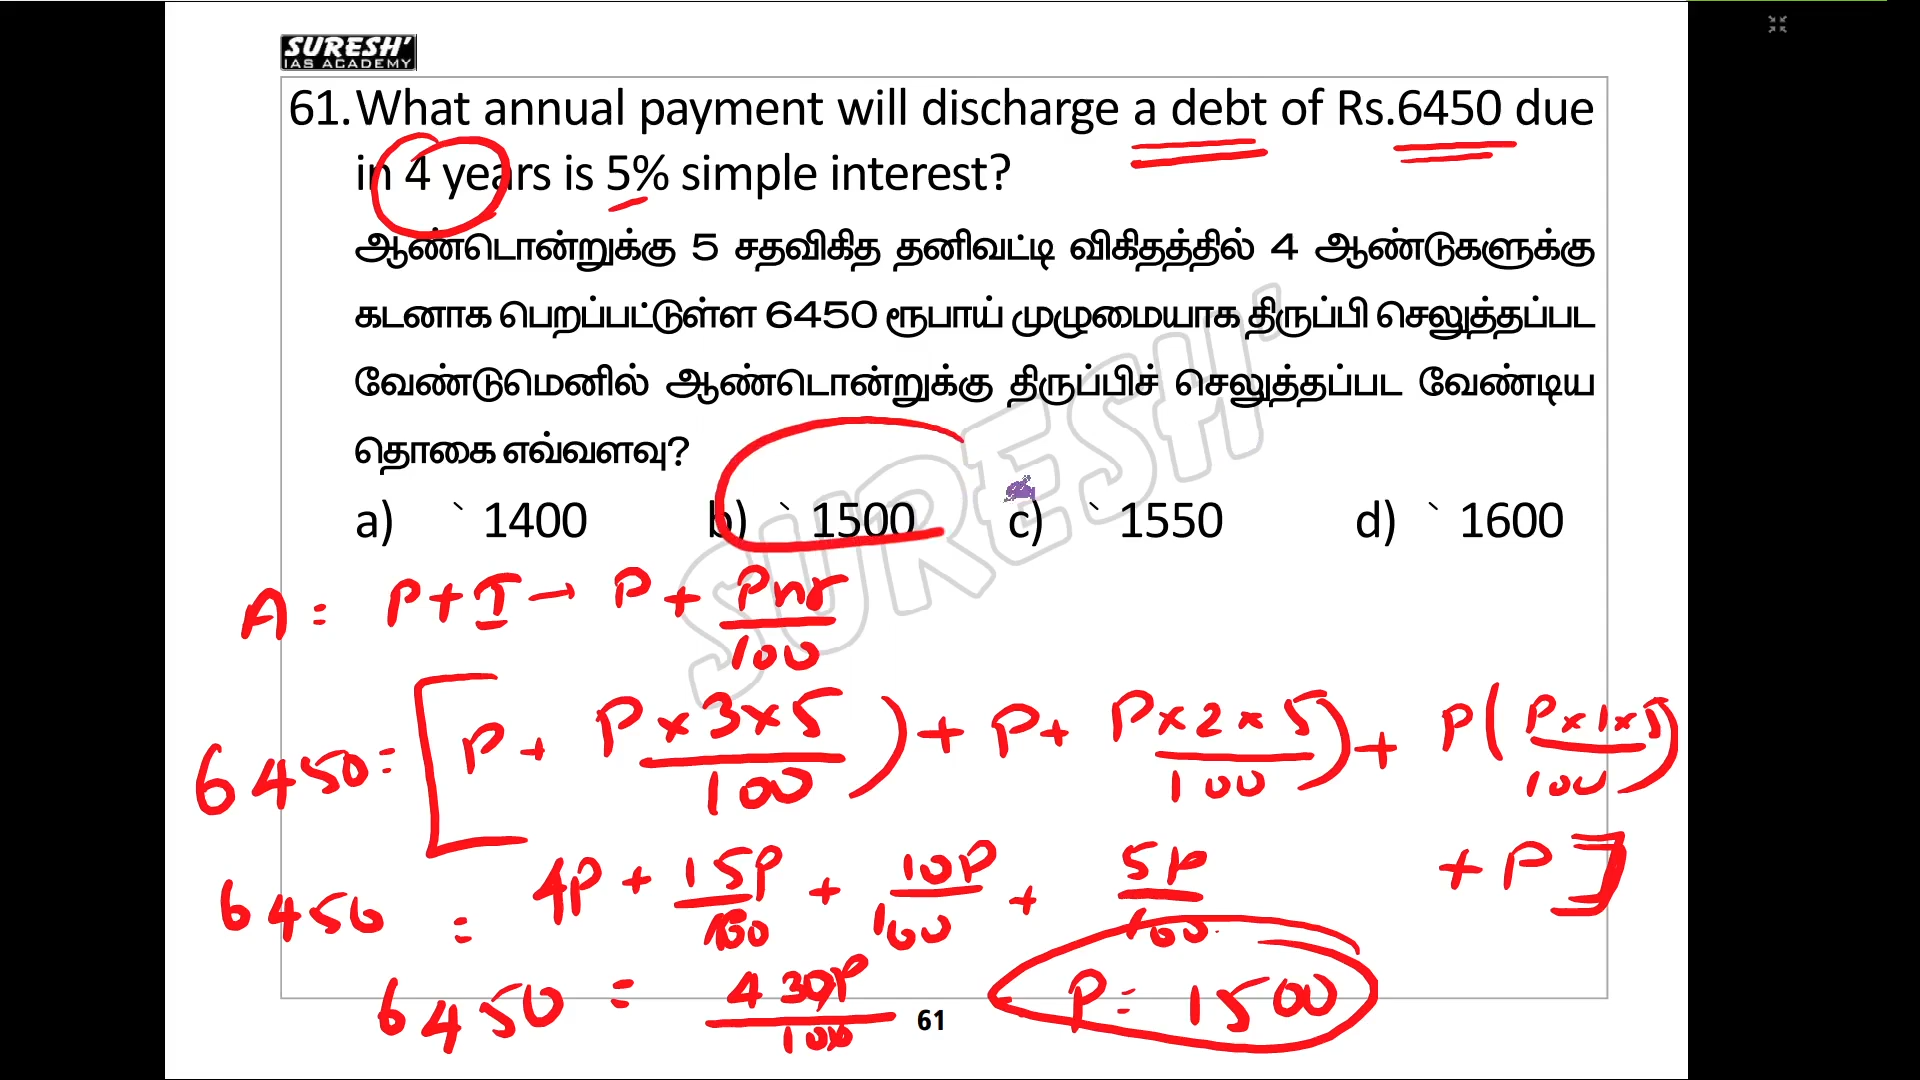 SURESH'
IAS ACADEMY
61. What annual payment will discharge a debt of Rs.6450 due
in 4 years is 5% simple interest?
ஆண்டொன்றுக்கு 5 சதவிகித தனிவட்டி விகிதத்தில் 4 ஆண்டுகளுக்கு
கடனாக பெறப்பட்டுள்ள 6450 ரூபாய் முழுமையாக திருப்பி செலுத்தப்பட
வேண்டுமெனில் ஆண்டொன்றுக்கு திருப்பிச் செலுத்தப்பட வேண்டிய
தொகை எவ்வளவு?
a) ` 1400 b) ` 1500 c) ` 1550 d) ` 1600
SURESH'
A = P + I → P + Pnr/100
6450 = [P + P×3×5/100) + P + P×2×5/100) + P(P×1×5/100)
+ P]
6450 = 4P + 15P/100 + 10P/100 + 5P/100
6450 = 430P/100 P = 1500
61